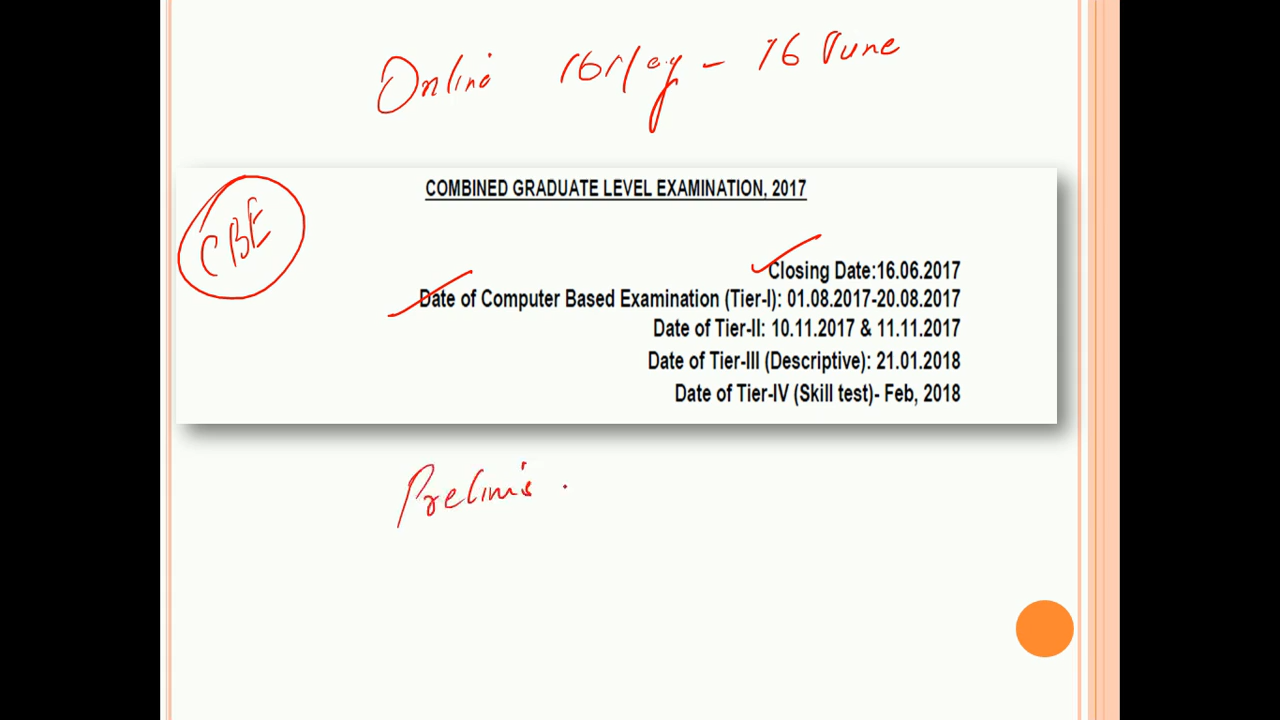 Online 16 May - 16 June
COMBINED GRADUATE LEVEL EXAMINATION, 2017
CBE
Closing Date:16.06.2017
Date of Computer Based Examination (Tier-I): 01.08.2017-20.08.2017
Date of Tier-II: 10.11.2017 & 11.11.2017
Date of Tier-III (Descriptive): 21.01.2018
Date of Tier-IV (Skill test)- Feb, 2018
Prelims